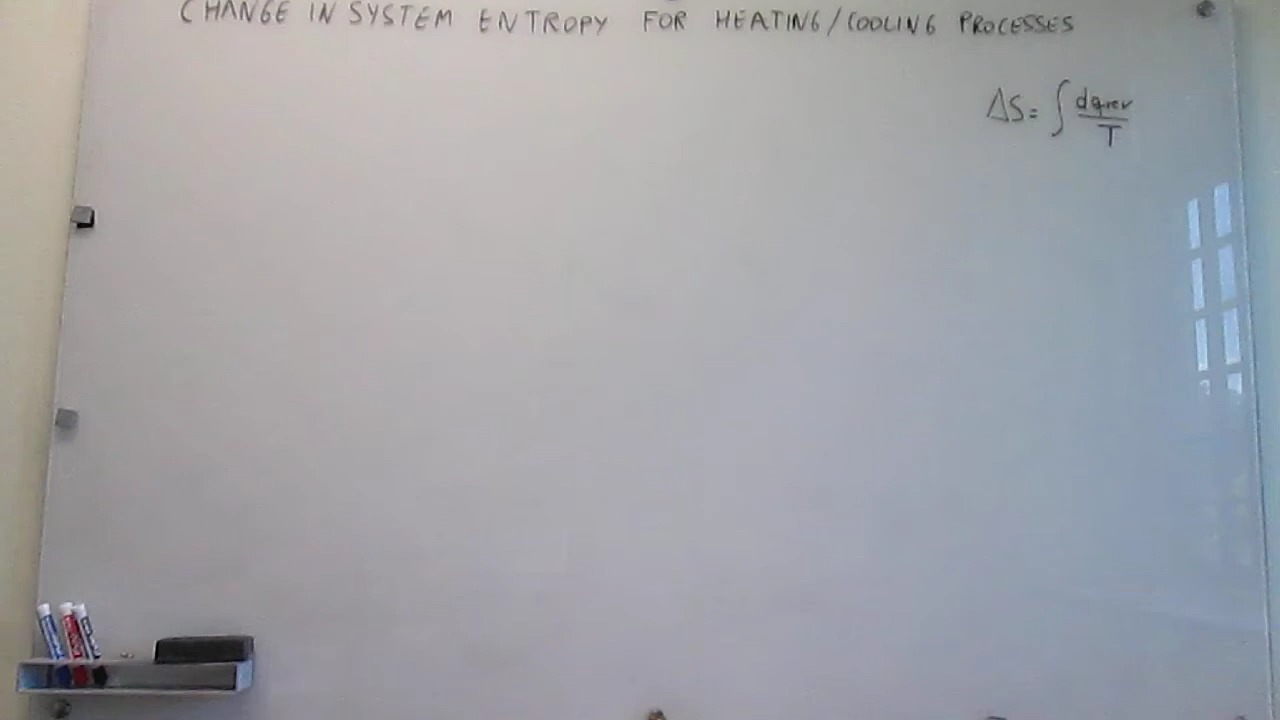 CHANGE IN SYSTEM ENTROPY FOR HEATING/COOLING PROCESSES
ΔS = ∫ dqrev / T